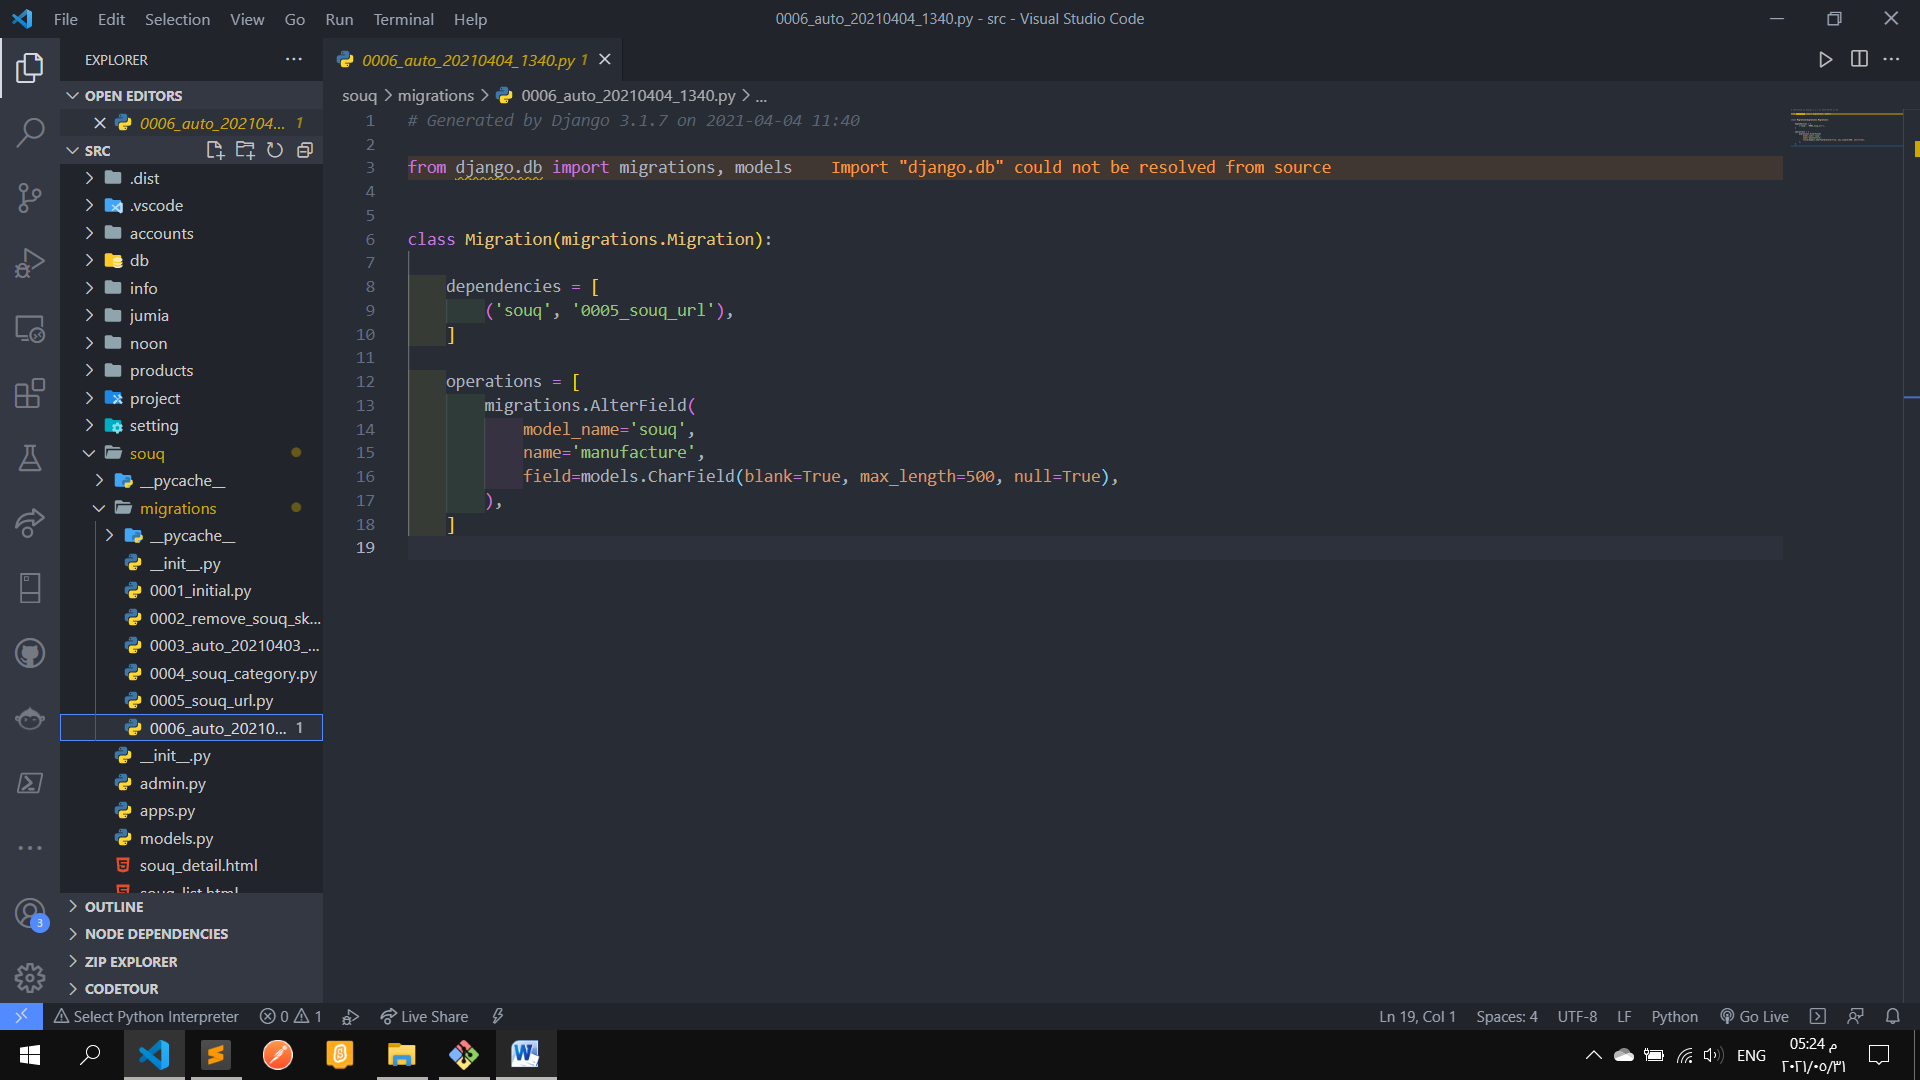 File Edit Selection View Go Run Terminal Help
0006_auto_20210404_1340.py - src - Visual Studio Code
EXPLORER
OPEN EDITORS
0006_auto_202104... 1
SRC
.dist
.vscode
accounts
db
info
jumia
noon
products
project
setting
souq
__pycache__
migrations
__pycache__
__init__.py
0001_initial.py
0002_remove_souq_sk...
0003_auto_20210403_...
0004_souq_category.py
0005_souq_url.py
0006_auto_20210... 1
__init__.py
admin.py
apps.py
models.py
souq_detail.html
souq_list.html
OUTLINE
NODE DEPENDENCIES
ZIP EXPLORER
CODETOUR
0006_auto_20210404_1340.py 1
souq > migrations > 0006_auto_20210404_1340.py > ...
1 # Generated by Django 3.1.7 on 2021-04-04 11:40
2
3 from django.db import migrations, models Import "django.db" could not be resolved from source
4
5
6 class Migration(migrations.Migration):
7
8 dependencies = [
9 ('souq', '0005_souq_url'),
10 ]
11
12 operations = [
13 migrations.AlterField(
14 model_name='souq',
15 name='manufacture',
16 field=models.CharField(blank=True, max_length=500, null=True),
17 ),
18 ]
19
3
Select Python Interpreter 0 1 Live Share Ln 19, Col 1 Spaces: 4 UTF-8 LF Python Go Live
ENG
05:24 م
٢٠٢١/٠٥/٣١